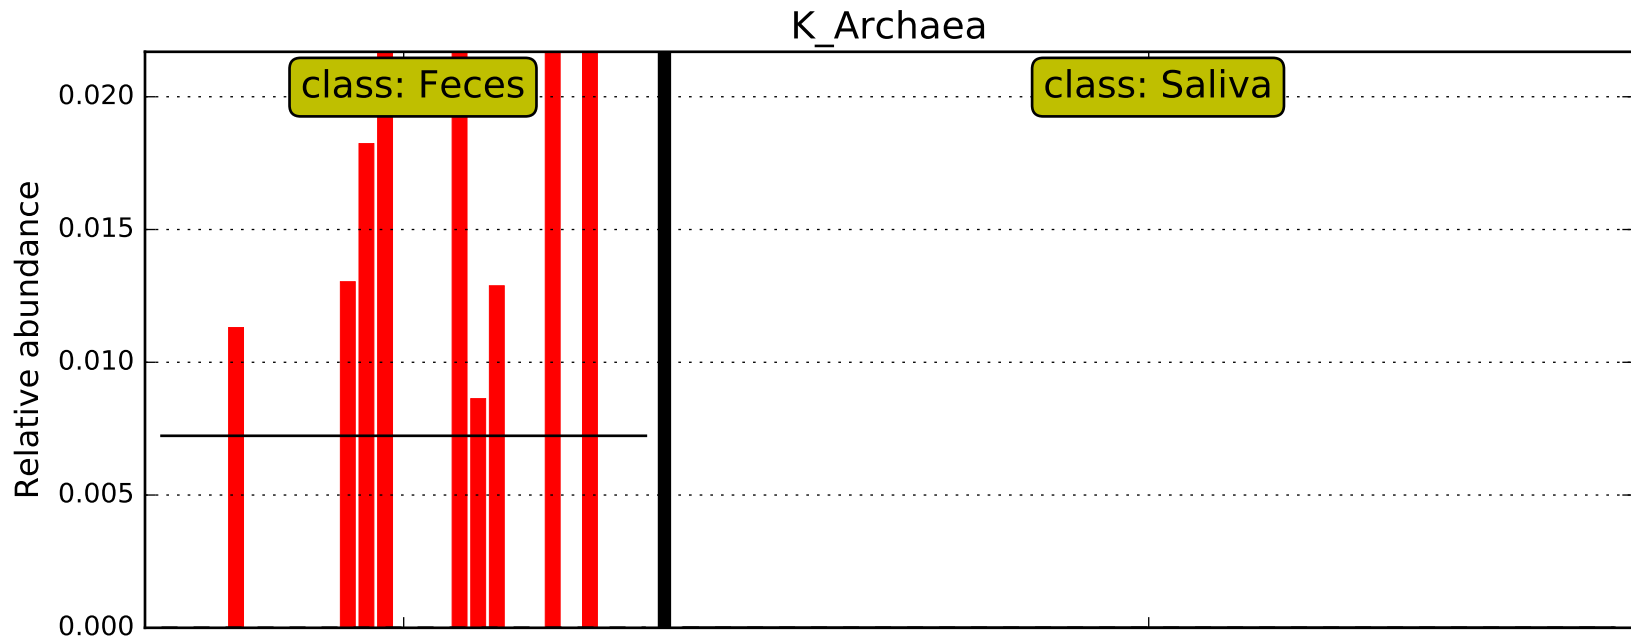 K_Archaea
class: Feces
class: Saliva
Relative abundance
0.020
0.015
0.010
0.005
0.000